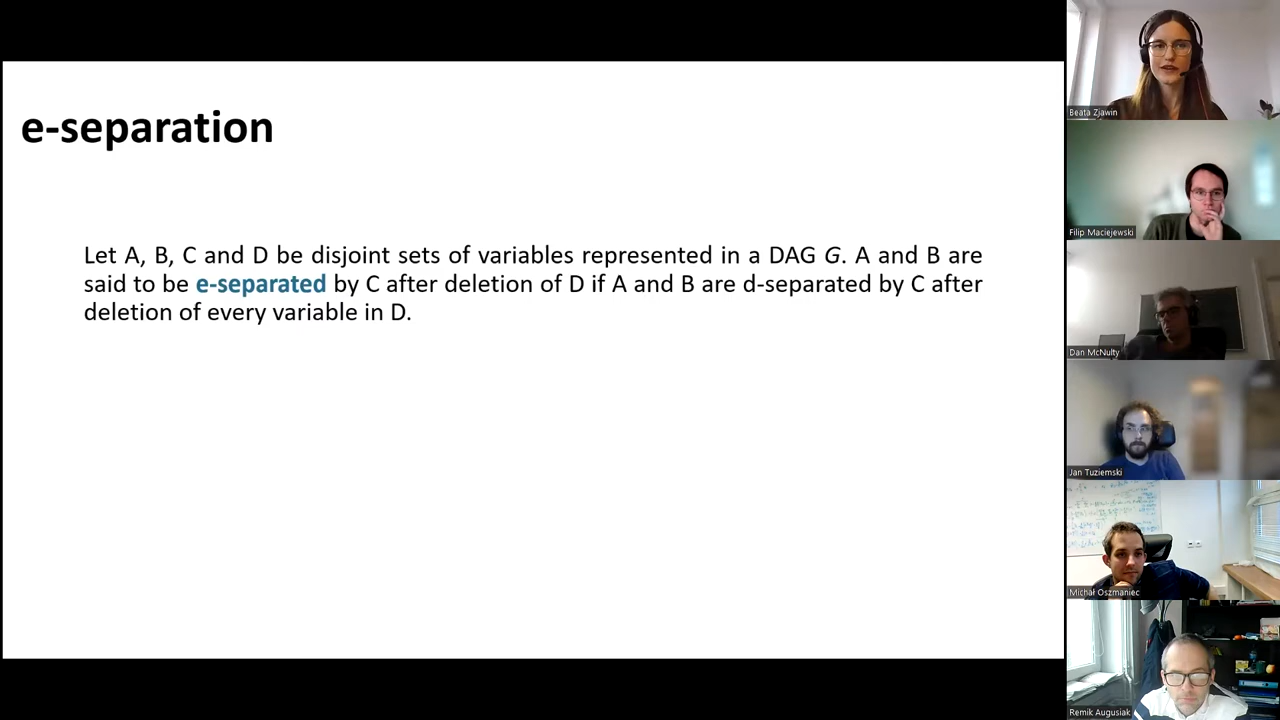 e-separation
Let A, B, C and D be disjoint sets of variables represented in a DAG G. A and B are
said to be e-separated by C after deletion of D if A and B are d-separated by C after
deletion of every variable in D.
Beata Zjawin
Filip Maciejewski
Dan McNulty
Jan Tuziemski
Michał Oszmaniec
Remik Augusiak